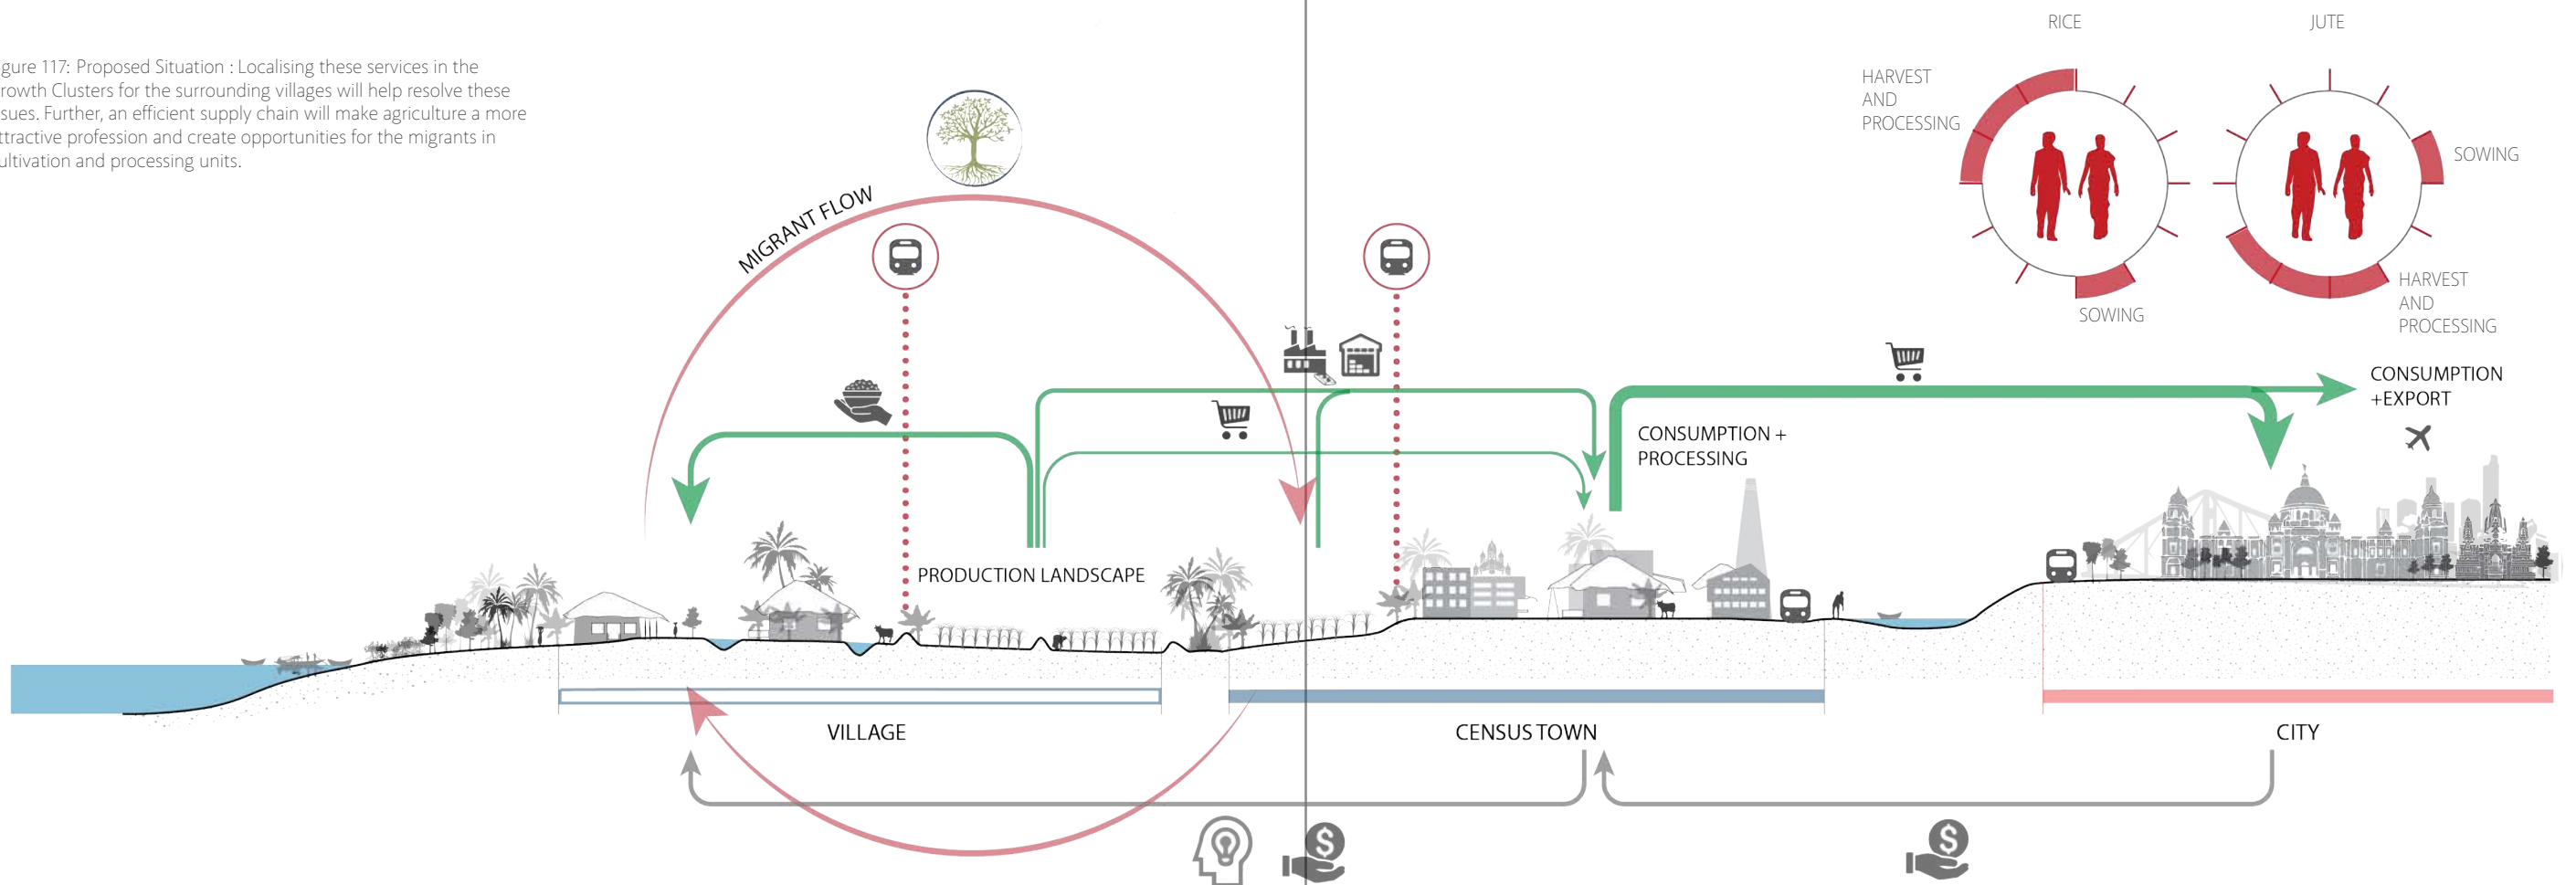 gure 117: Proposed Situation : Localising these services in the
rowth Clusters for the surrounding villages will help resolve these
sues. Further, an efficient supply chain will make agriculture a more
ttractive profession and create opportunities for the migrants in
ultivation and processing units.
RICE
JUTE
HARVEST
AND
PROCESSING
SOWING
SOWING
HARVEST
AND
PROCESSING
MIGRANT FLOW
CONSUMPTION
+EXPORT
CONSUMPTION +
PROCESSING
PRODUCTION LANDSCAPE
VILLAGE
CENSUS TOWN
CITY
$
$